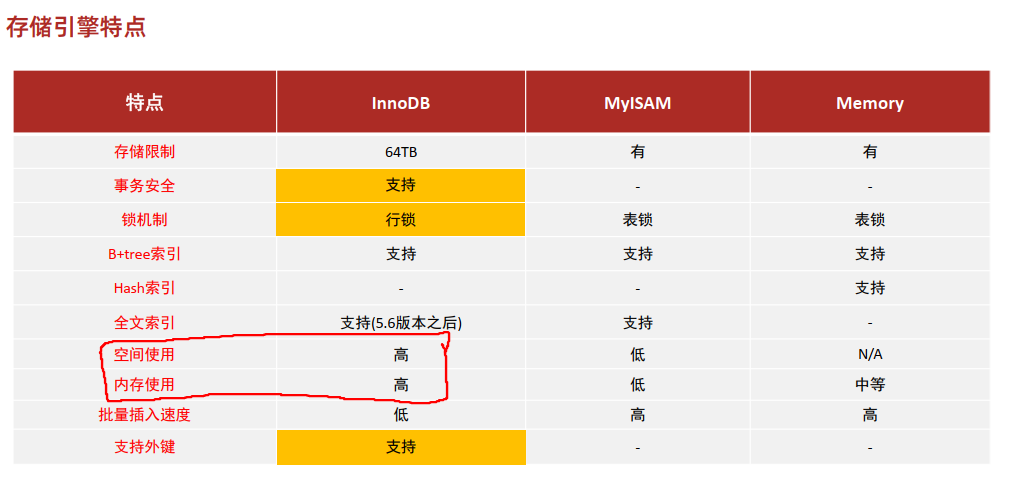 存储引擎特点
特点 InnoDB MyISAM Memory
存储限制 64TB 有 有
事务安全 支持 - -
锁机制 行锁 表锁 表锁
B+tree索引 支持 支持 支持
Hash索引 - - 支持
全文索引 支持(5.6版本之后) 支持 -
空间使用 高 低 N/A
内存使用 高 低 中等
批量插入速度 低 高 高
支持外键 支持 - -